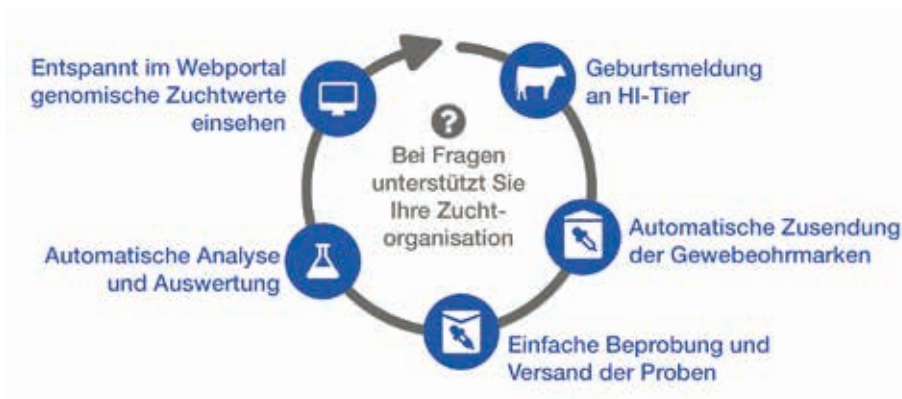 Geburtsmeldung
an HI-Tier
Automatische Zusendung
der Gewebeohrmarken
Einfache Beprobung und
Versand der Proben
Automatische Analyse
und Auswertung
Entspannt im Webportal
genomische Zuchtwerte
einsehen
?
Bei Fragen
unterstützt Sie
Ihre Zucht-
organisation